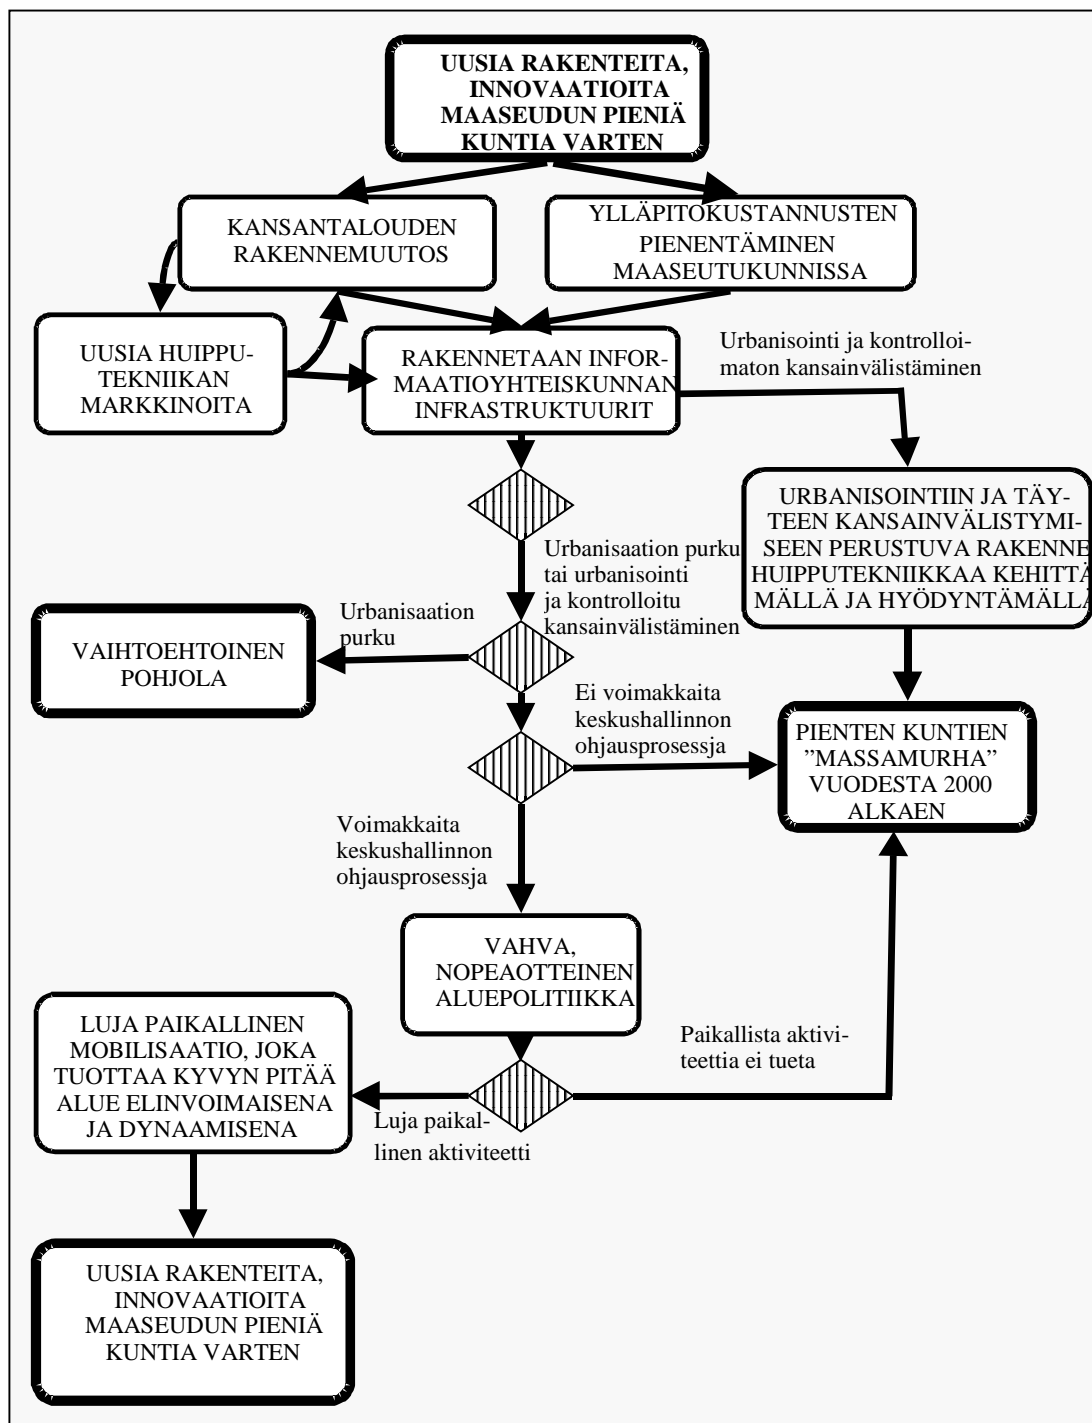 UUSIA RAKENTEITA,
INNOVAATIOITA
MAASEUDUN PIENIÄ
KUNTIA VARTEN
KANSANTALOUDEN
RAKENNEMUUTOS
YLLÄPITOKUSTANNUSTEN
PIENENTÄMINEN
MAASEUTUKUNNISSA
UUSIA HUIPPU-
TEKNIIKAN
MARKKINOITA
RAKENNETAAN INFOR-
MAATIOYHTEISKUNNAN
INFRASTRUKTUURIT
Urbanisointi ja kontrolloi-
maton kansainvälistäminen
URBANISOINTIIN JA TÄY-
TEEN KANSAINVÄLISTYMI-
SEEN PERUSTUVA RAKENNE
HUIPPUTEKNIIKKAA KEHITTÄ
MÄLLÄ JA HYÖDYNTÄMÄLLÄ
Urbanisaation purku
tai urbanisointi
ja kontrolloitu
kansainvälistäminen
Urbanisaation
purku
VAIHTOEHTOINEN
POHJOLA
Ei voimakkaita
keskushallinnon
ohjausprosessja
PIENTEN KUNTIEN
”MASSAMURHA”
VUODESTA 2000
ALKAEN
Voimakkaita
keskushallinnon
ohjausprosessja
VAHVA,
NOPEAOTTEINEN
ALUEPOLITIIKKA
LUJA PAIKALLINEN
MOBILISAATIO, JOKA
TUOTTAA KYVYN PITÄÄ
ALUE ELINVOIMAISENA
JA DYNAAMISENA
Paikallista aktivi-
teettia ei tueta
Luja paikal-
linen aktiviteetti
UUSIA RAKENTEITA,
INNOVAATIOITA
MAASEUDUN PIENIÄ
KUNTIA VARTEN